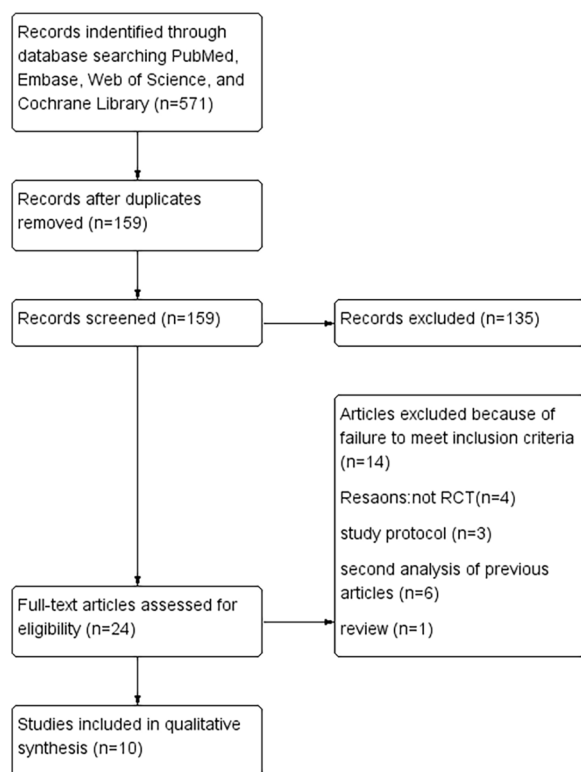 Records indentified through
database searching PubMed,
Embase, Web of Science, and
Cochrane Library (n=571)
Records after duplicates
removed (n=159)
Records screened (n=159)
Records excluded (n=135)
Articles excluded because of
failure to meet inclusion criteria
(n=14)
Resaons:not RCT(n=4)
study protocol (n=3)
second analysis of previous
articles (n=6)
review (n=1)
Full-text articles assessed for
eligibility (n=24)
Studies included in qualitative
synthesis (n=10)